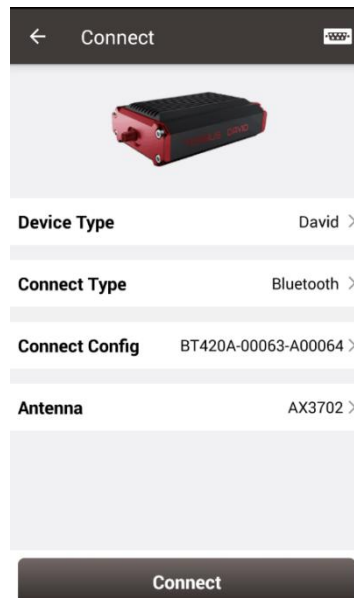 Connect
Device Type David
Connect Type Bluetooth
Connect Config BT420A-00063-A00064
Antenna AX3702
Connect